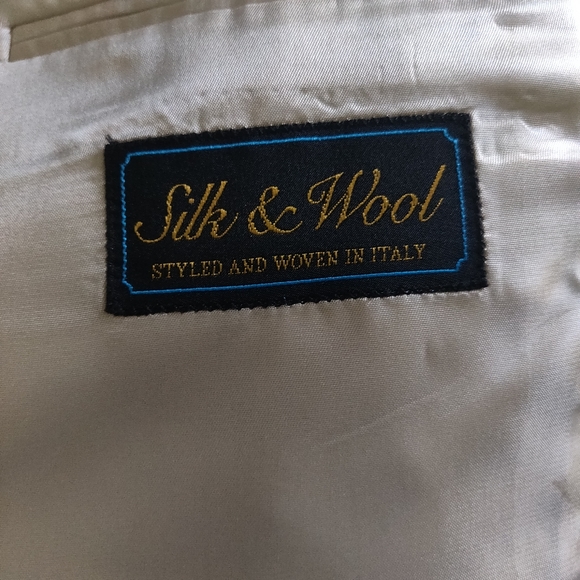 Silk & Wool
STYLED AND WOVEN IN ITALY